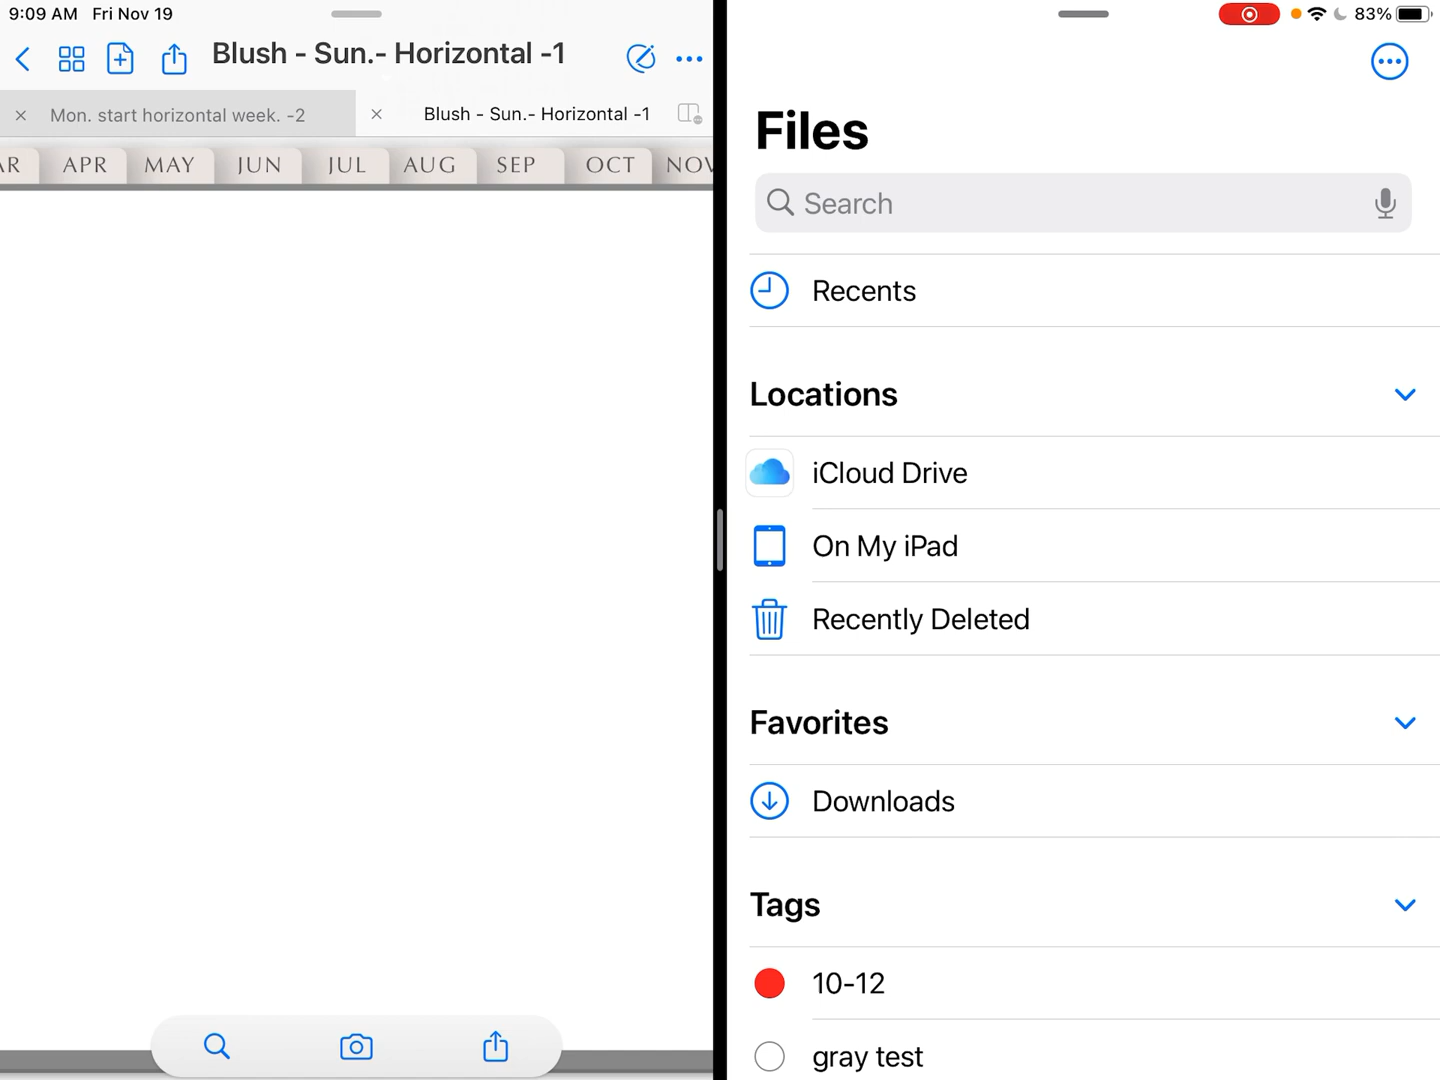 9:09 AM Fri Nov 19
83%
Blush - Sun.- Horizontal -1
Mon. start horizontal week. -2
Blush - Sun.- Horizontal -1
AR APR MAY JUN JUL AUG SEP OCT NOV
Files
Search
Recents
Locations
iCloud Drive
On My iPad
Recently Deleted
Favorites
Downloads
Tags
10-12
gray test